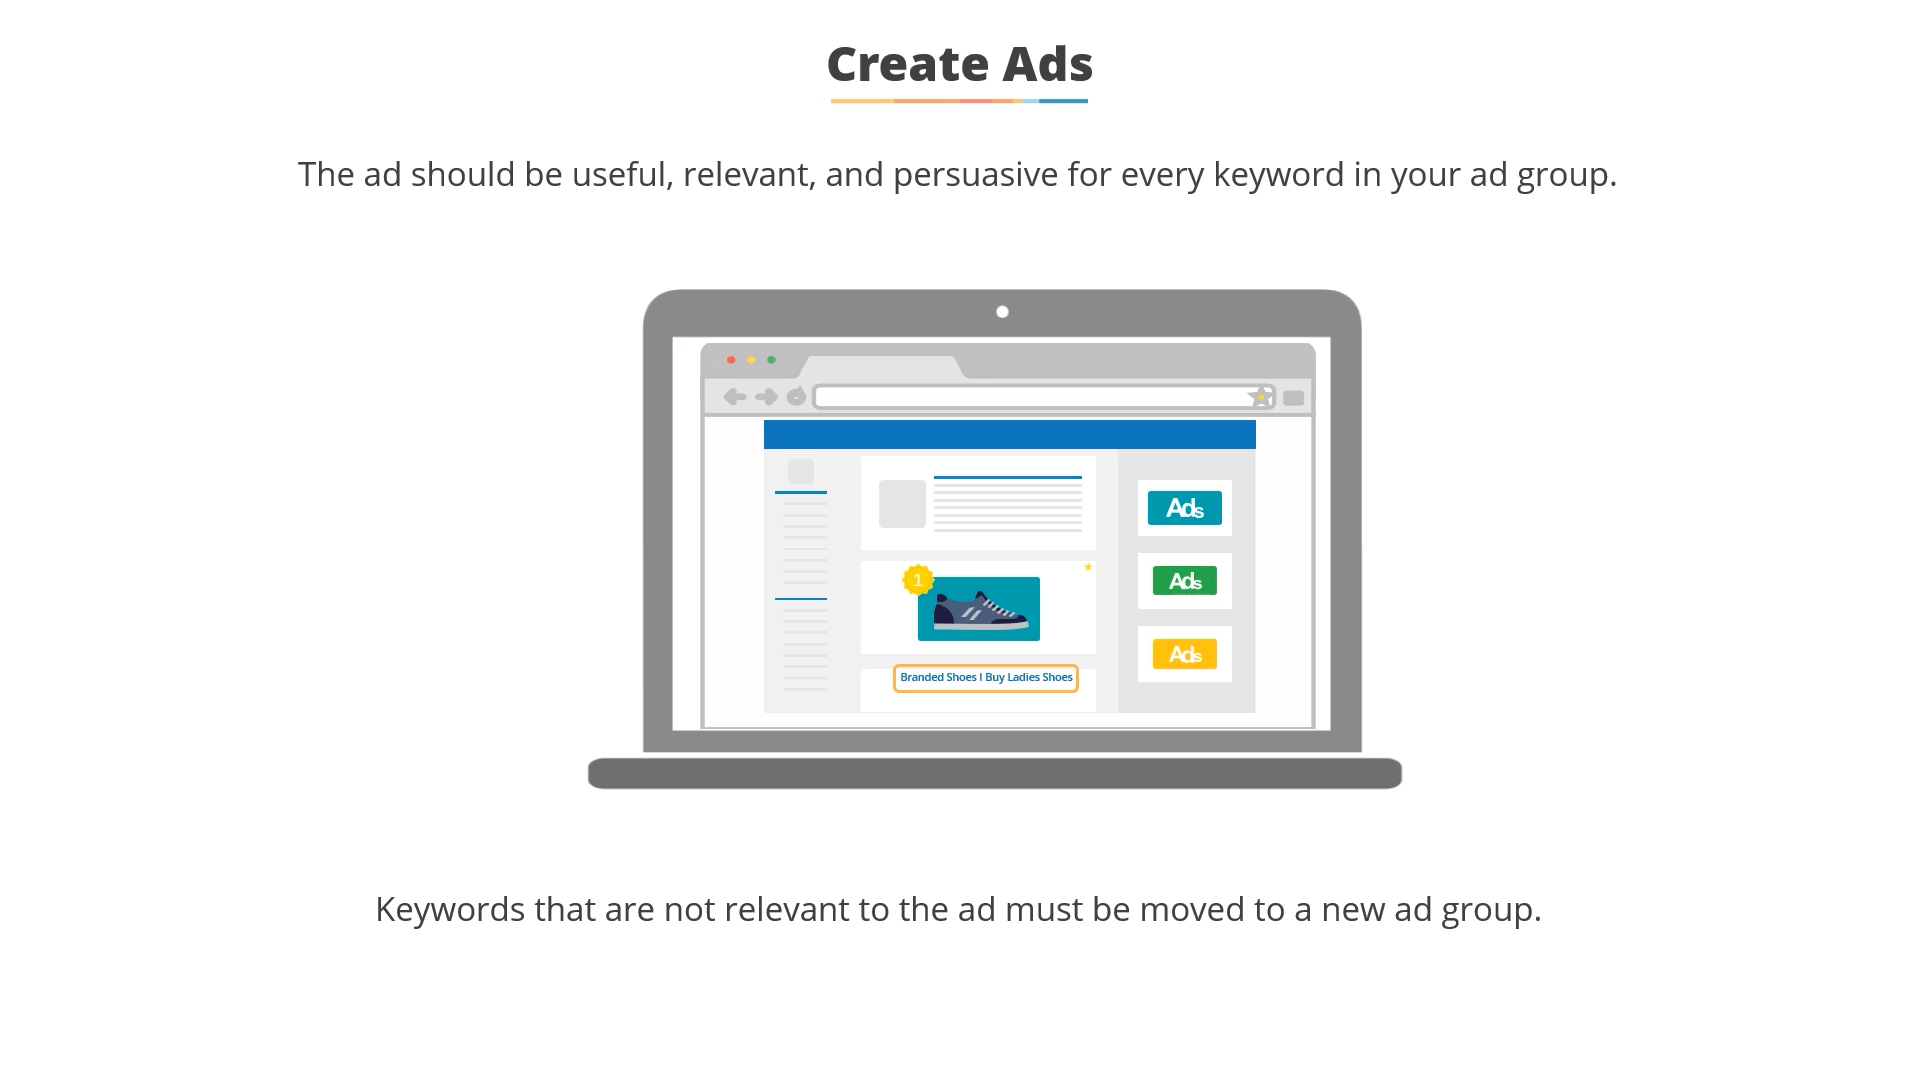 Create Ads
The ad should be useful, relevant, and persuasive for every keyword in your ad group.
Ads
1
Ads
Ads
Branded Shoes I Buy Ladies Shoes
Keywords that are not relevant to the ad must be moved to a new ad group.